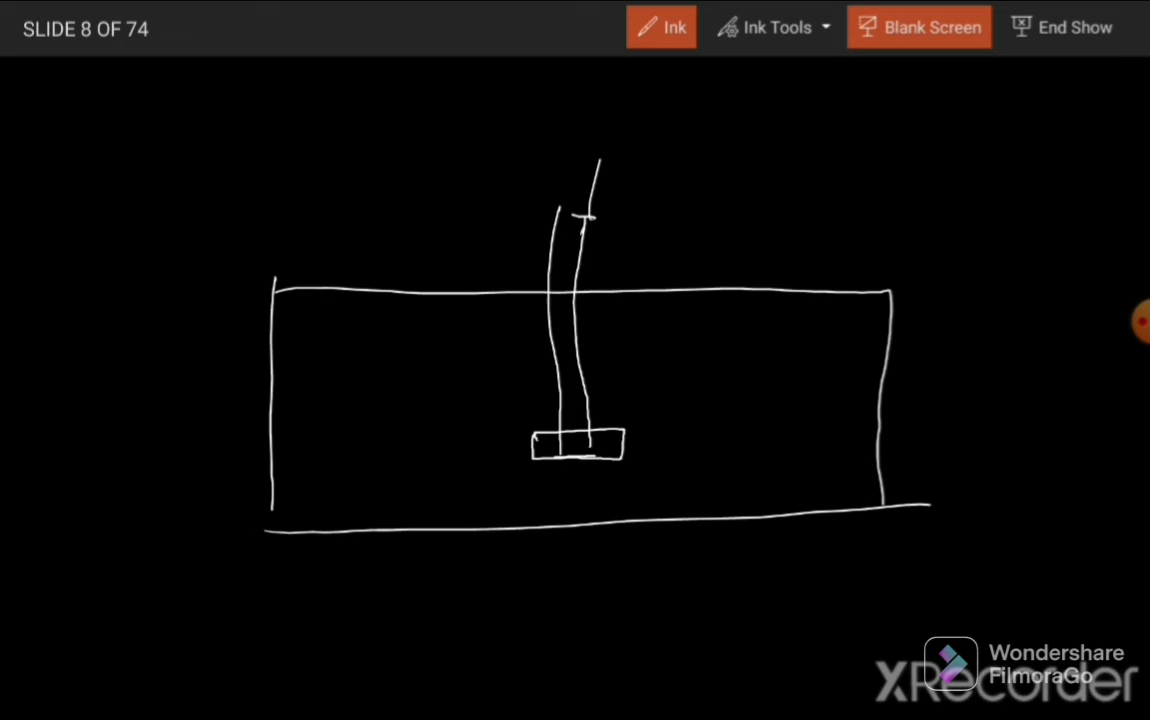 SLIDE 8 OF 74
Ink
Ink Tools
Blank Screen
End Show
Wondershare
FilmoraGo
XRecorder